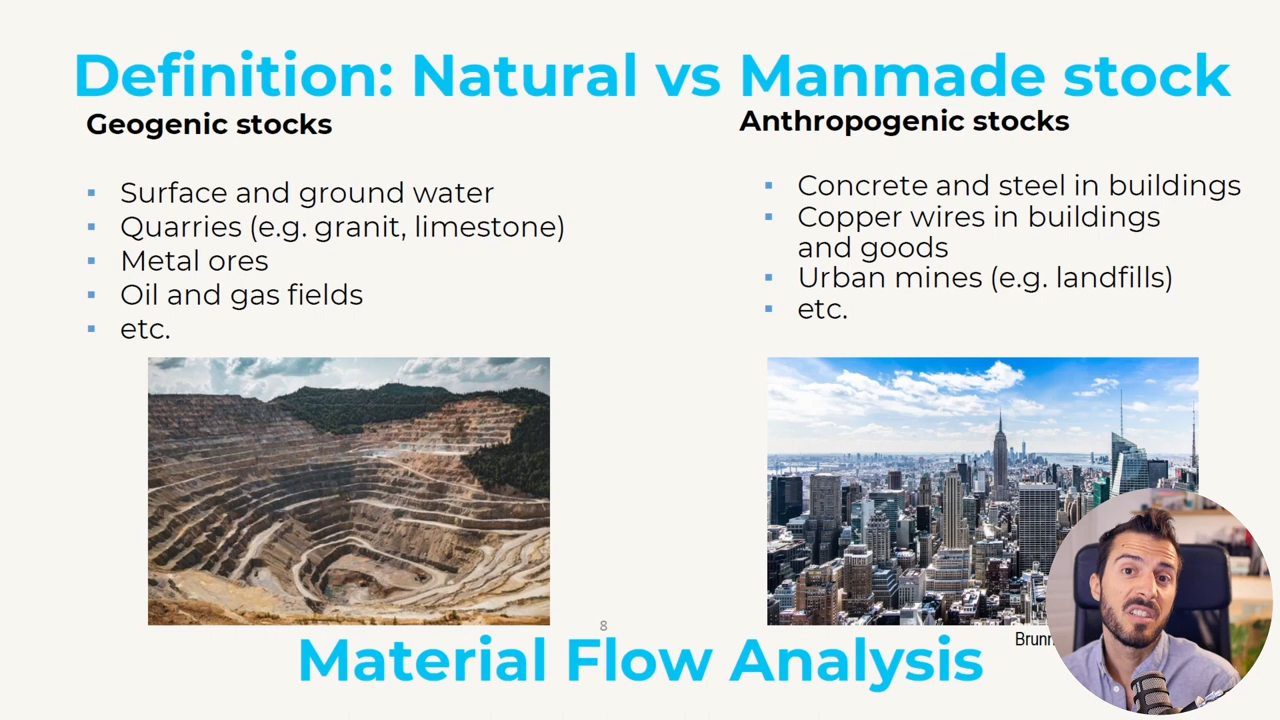 Definition: Natural vs Manmade stock
Geogenic stocks
Surface and ground water
Quarries (e.g. granit, limestone)
Metal ores
Oil and gas fields
etc.
Anthropogenic stocks
Concrete and steel in buildings
Copper wires in buildings
and goods
Urban mines (e.g. landfills)
etc.
8
Material Flow Analysis